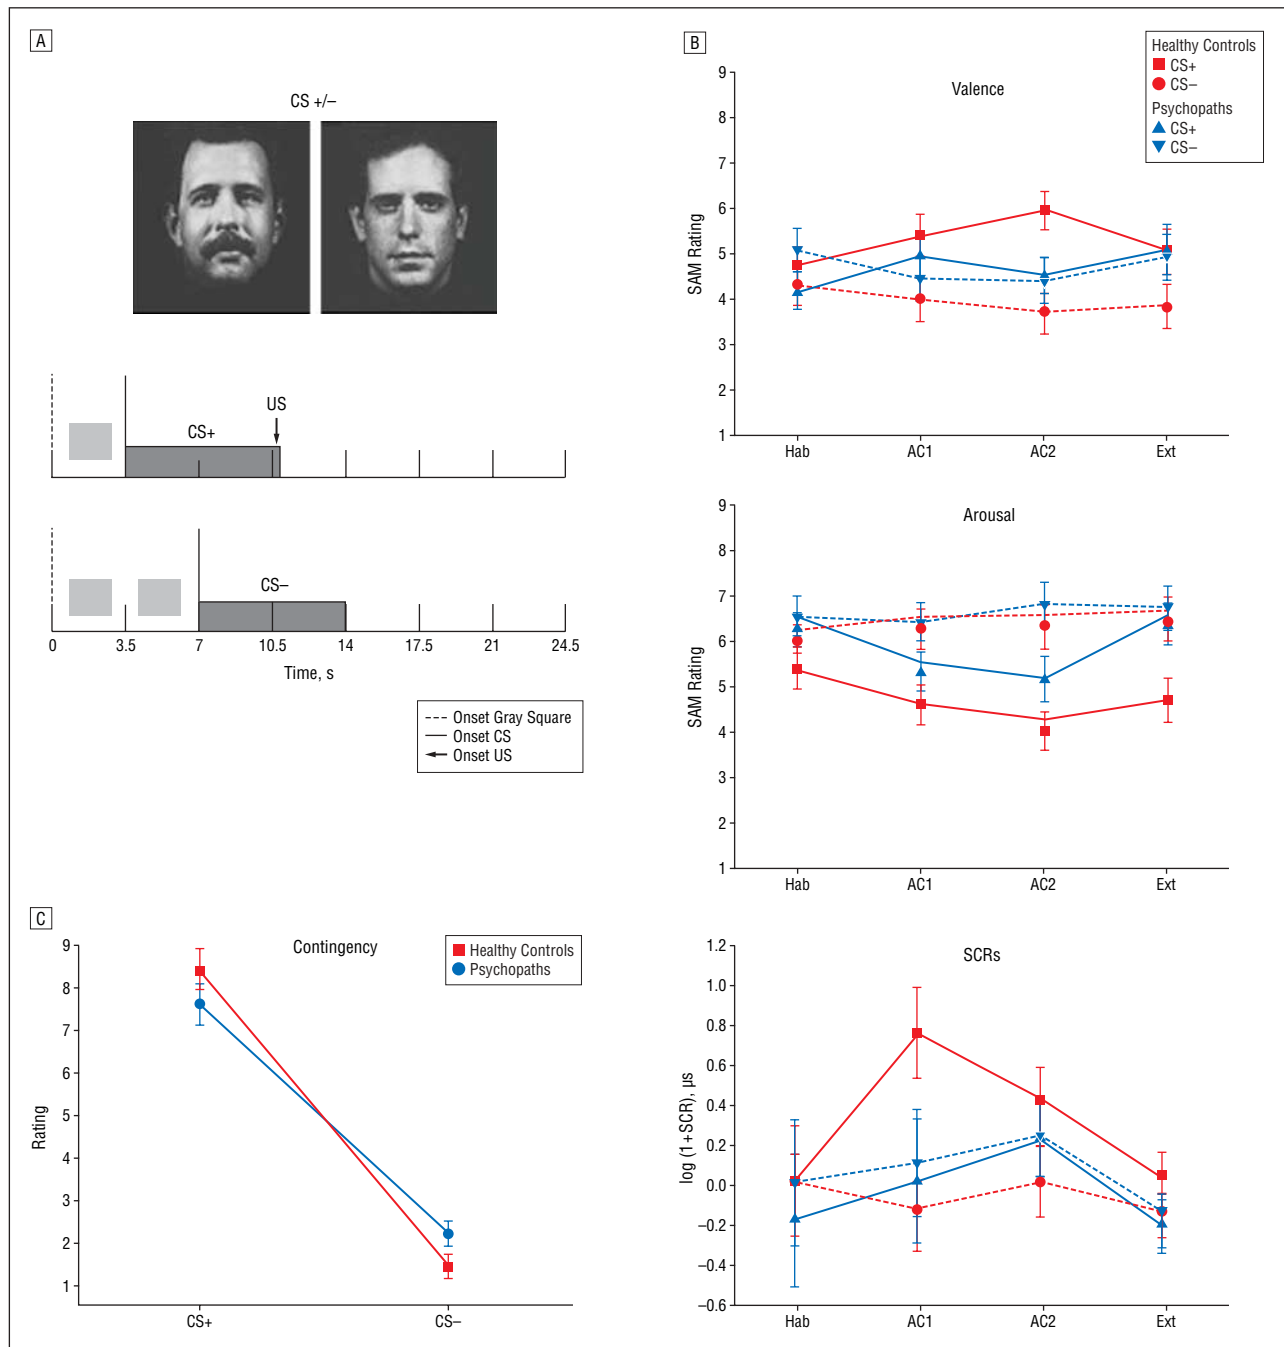 A
CS +/–
US
CS+
CS–
0 3.5 7 10.5 14 17.5 21 24.5
Time, s
Onset Gray Square
Onset CS
Onset US
B
Healthy Controls
CS+
CS–
Psychopaths
CS+
CS–
Valence
9
8
7
6
5
4
3
2
1
SAM Rating
Hab AC1 AC2 Ext
Arousal
9
8
7
6
5
4
3
2
1
SAM Rating
Hab AC1 AC2 Ext
C
Contingency
Healthy Controls
Psychopaths
9
8
7
6
5
4
3
2
1
Rating
CS+ CS–
SCRs
1.2
1.0
0.8
0.6
0.4
0.2
0.0
–0.2
–0.4
–0.6
log (1+SCR), μs
Hab AC1 AC2 Ext